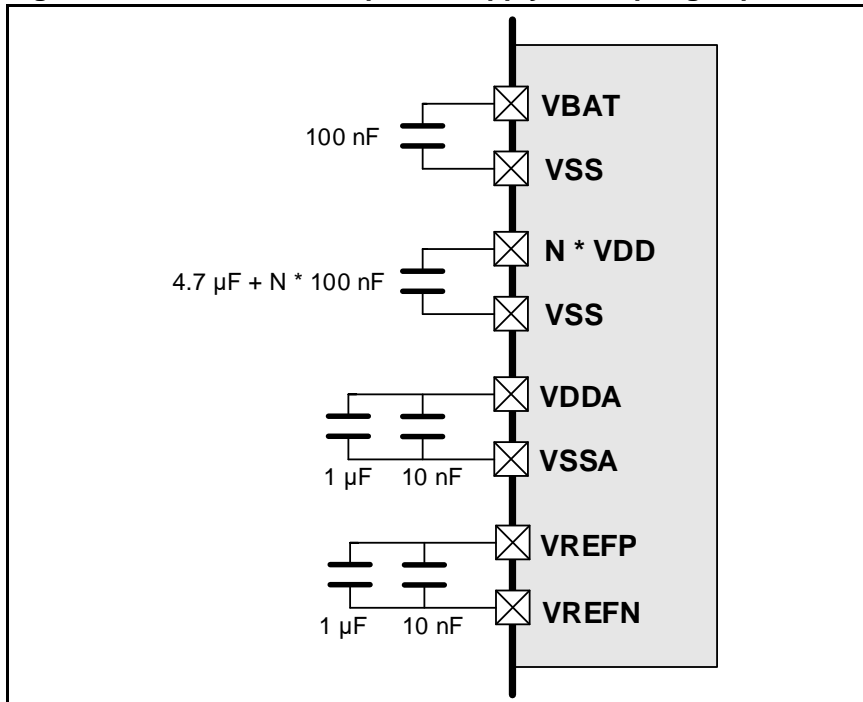 VBAT
100 nF
VSS
N * VDD
4.7 µF + N * 100 nF
VSS
VDDA
VSSA
1 µF 10 nF
VREFP
VREFN
1 µF 10 nF